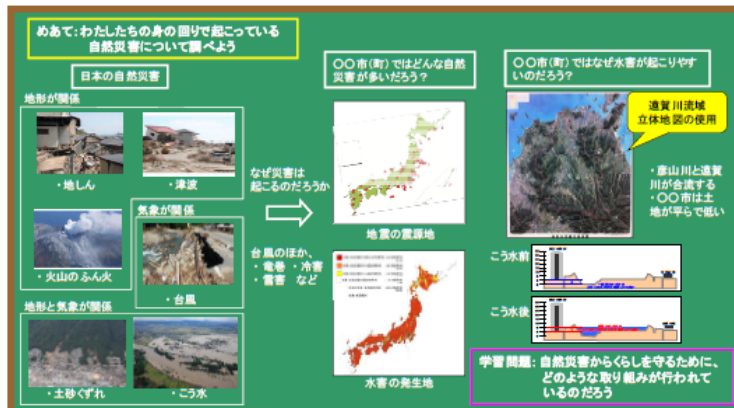 めあて：わたしたちの身の回りで起こっている
自然災害について調べよう
日本の自然災害
地形が関係
・地しん
・津波
・火山のふん火
気象が関係
・台風
地形と気象が関係
・土砂くずれ
・こう水
なぜ災害は
起こるのだろうか
台風のほか、
・竜巻・冷害
・雪害 など
〇〇市（町）ではどんな自然
災害が多いだろう？
地震の震源地
水害の発生地
〇〇市（町）ではなぜ水害が起こりやす
いのだろう？
遠賀川流域
立体地図の使用
・彦山川と遠賀
川が合流する
・〇〇市は土
地が平らで低い
こう水前
こう水後
学習問題：自然災害からくらしを守るために、
どのような取り組みが行われて
いるのだろう